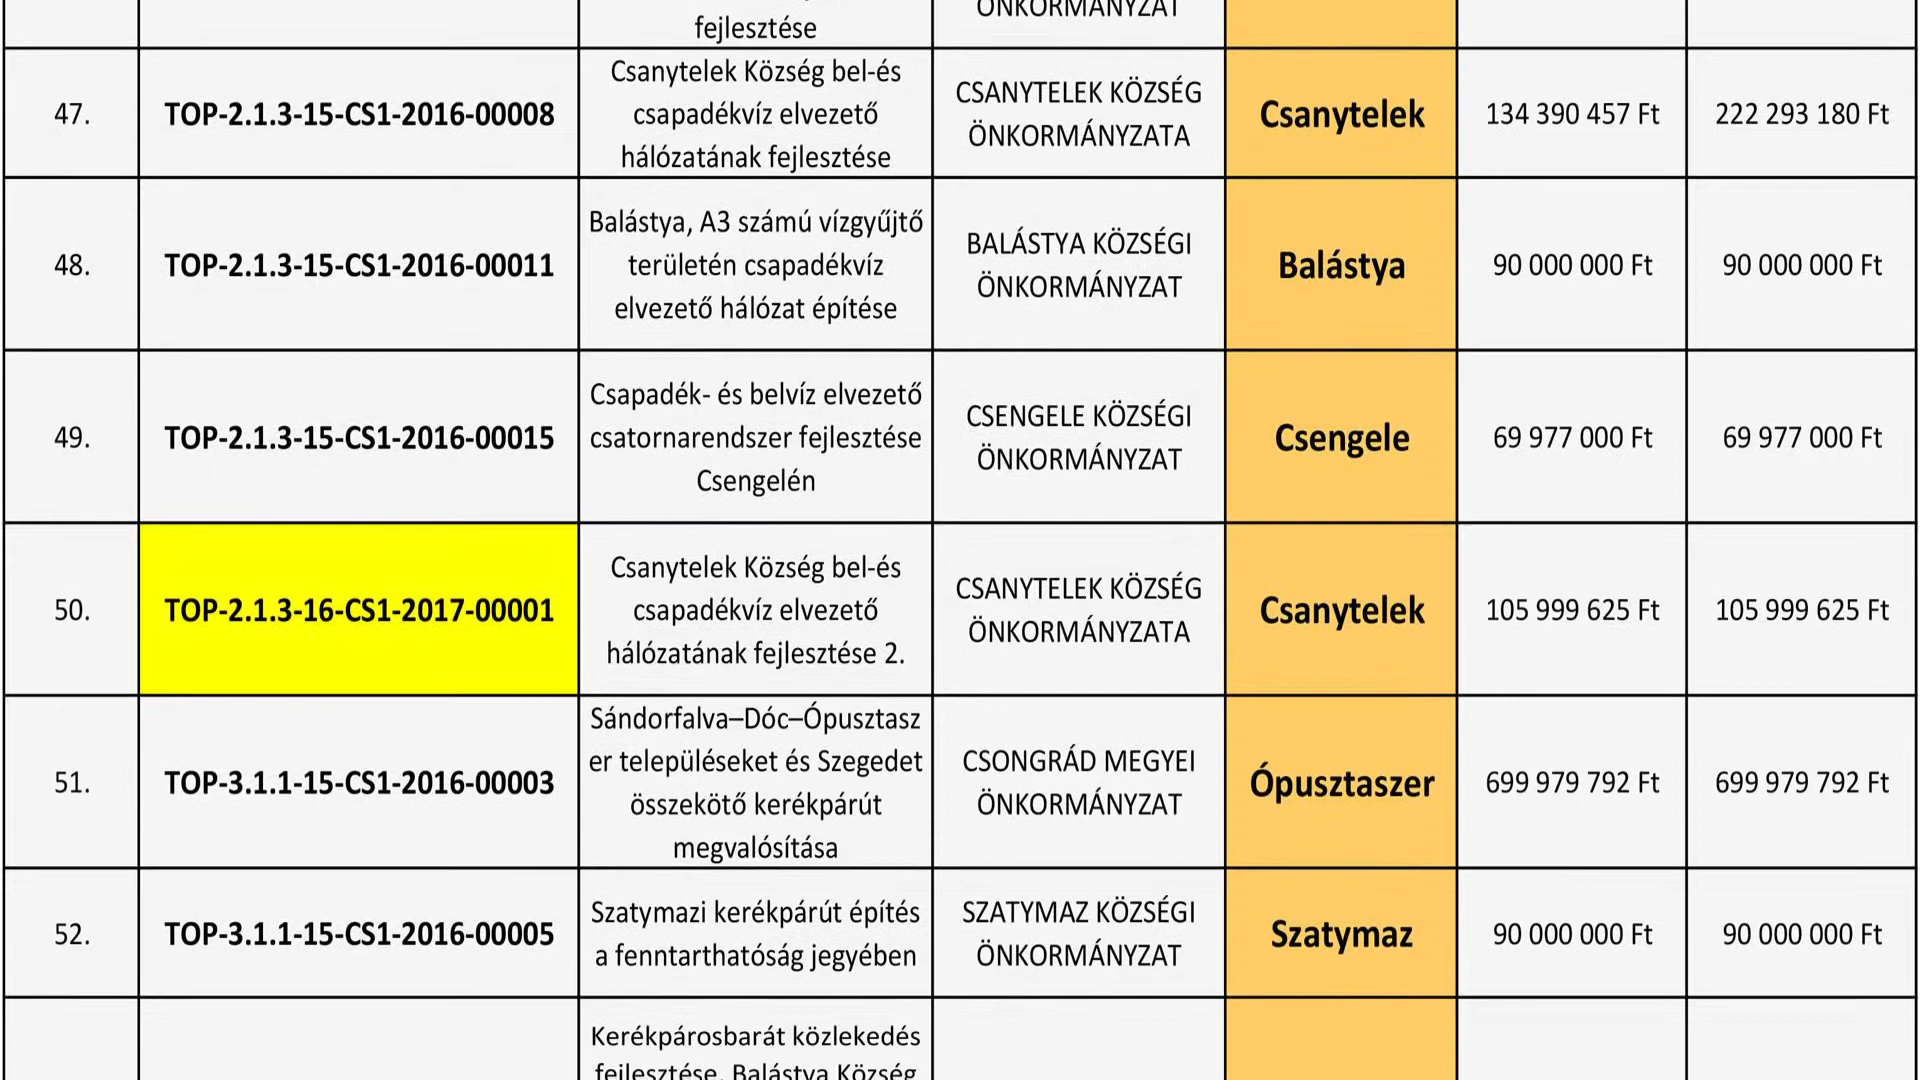 fejlesztése
ÖNKORMÁNYZAT
47.
TOP-2.1.3-15-CS1-2016-00008
Csanytelek Község bel-és
csapadékvíz elvezető
hálózatának fejlesztése
CSANYTELEK KÖZSÉG
ÖNKORMÁNYZATA
Csanytelek
134 390 457 Ft
222 293 180 Ft
48.
TOP-2.1.3-15-CS1-2016-00011
Balástya, A3 számú vízgyűjtő
területén csapadékvíz
elvezető hálózat építése
BALÁSTYA KÖZSÉGI
ÖNKORMÁNYZAT
Balástya
90 000 000 Ft
90 000 000 Ft
49.
TOP-2.1.3-15-CS1-2016-00015
Csapadék- és belvíz elvezető
csatornarendszer fejlesztése
Csengelén
CSENGELE KÖZSÉGI
ÖNKORMÁNYZAT
Csengele
69 977 000 Ft
69 977 000 Ft
50.
TOP-2.1.3-16-CS1-2017-00001
Csanytelek Község bel-és
csapadékvíz elvezető
hálózatának fejlesztése 2.
CSANYTELEK KÖZSÉG
ÖNKORMÁNYZATA
Csanytelek
105 999 625 Ft
105 999 625 Ft
51.
TOP-3.1.1-15-CS1-2016-00003
Sándorfalva–Dóc–Ópusztasz
er településeket és Szegedet
összekötő kerékpárút
megvalósítása
CSONGRÁD MEGYEI
ÖNKORMÁNYZAT
Ópusztaszer
699 979 792 Ft
699 979 792 Ft
52.
TOP-3.1.1-15-CS1-2016-00005
Szatymazi kerékpárút építés
a fenntarthatóság jegyében
SZATYMAZ KÖZSÉGI
ÖNKORMÁNYZAT
Szatymaz
90 000 000 Ft
90 000 000 Ft
Kerékpárosbarát közlekedés
fejlesztése, Balástya Község